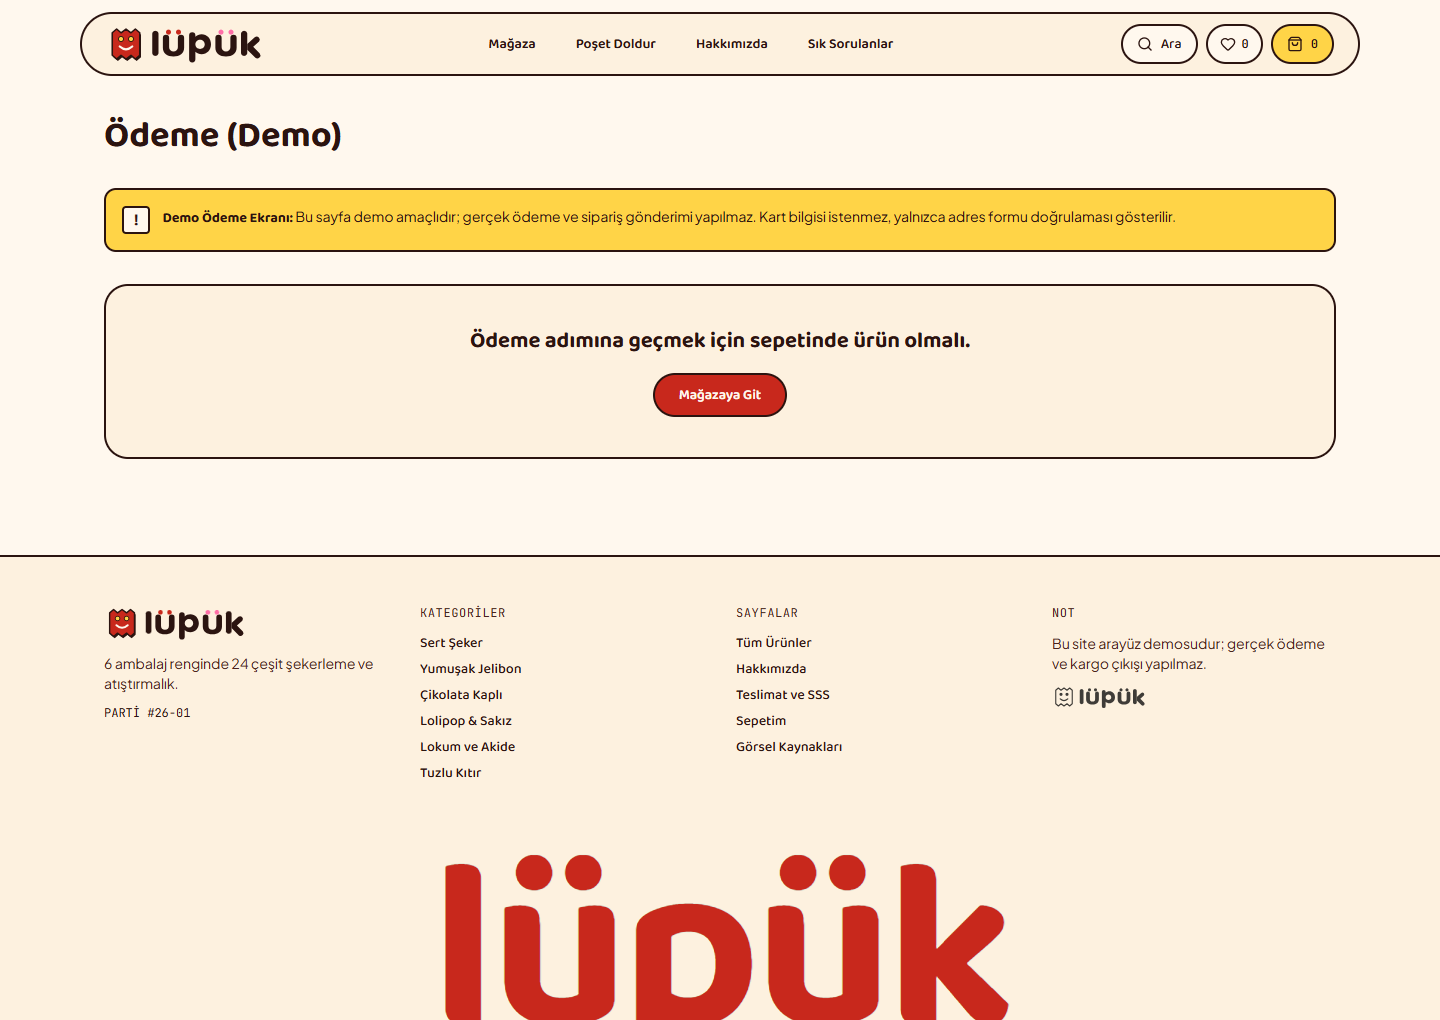 lüpük
Mağaza
Poşet Doldur
Hakkımızda
Sık Sorulanlar
Ara
0
0
Ödeme (Demo)
! Demo Ödeme Ekranı: Bu sayfa demo amaçlıdır; gerçek ödeme ve sipariş gönderimi yapılmaz. Kart bilgisi istenmez, yalnızca adres formu doğrulaması gösterilir.
Ödeme adımına geçmek için sepetinde ürün olmalı.
Mağazaya Git
lüpük
6 ambalaj renginde 24 çeşit şekerleme ve
atıştırmalık.
PARTİ #26-01
KATEGORİLER
Sert Şeker
Yumuşak Jelibon
Çikolata Kaplı
Lolipop & Sakız
Lokum ve Akide
Tuzlu Kıtır
SAYFALAR
Tüm Ürünler
Hakkımızda
Teslimat ve SSS
Sepetim
Görsel Kaynakları
NOT
Bu site arayüz demosudur; gerçek ödeme
ve kargo çıkışı yapılmaz.
lüpük
lüpük